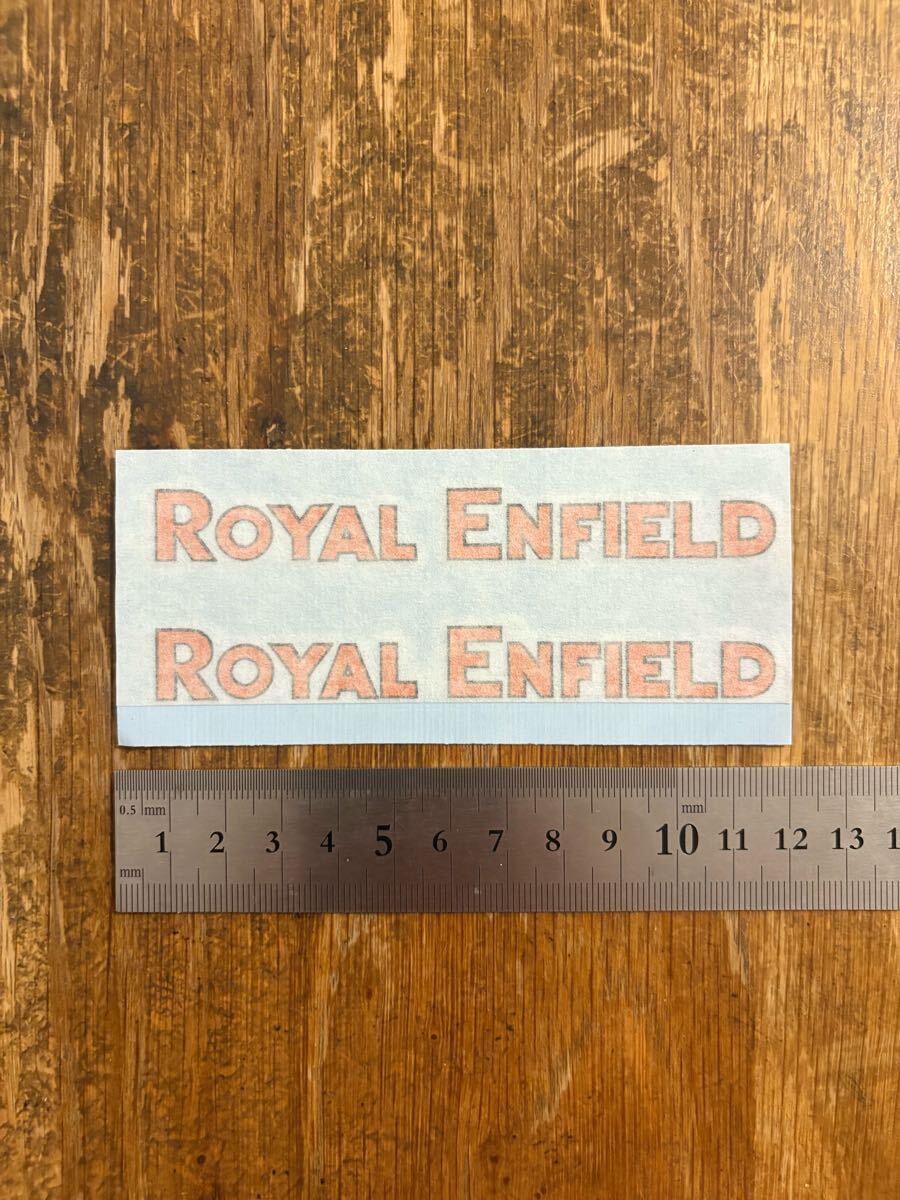 ROYAL ENFIELD
ROYAL ENFIELD
0.5 mm mm
1 2 3 4 5 6 7 8 9 10 11 12 13 1
mm